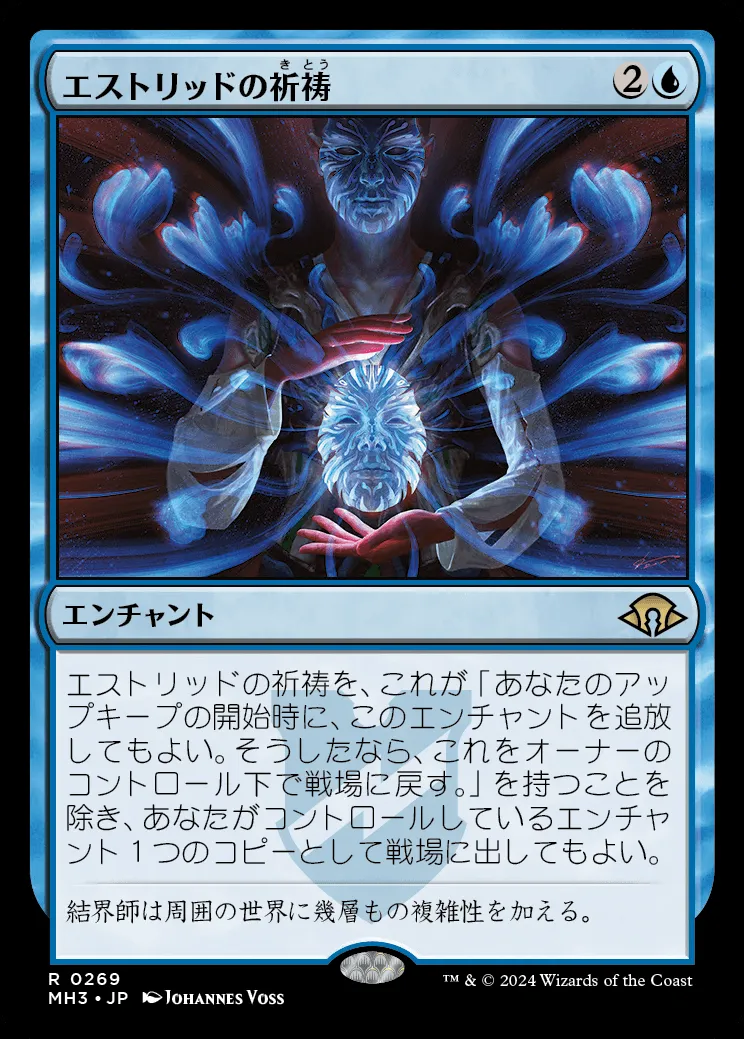 きとう
エストリッドの祈祷
2
エンチャント
エストリッドの祈祷を、これが「あなたのアッ
プキープの開始時に、このエンチャントを追放
してもよい。そうしたなら、これをオーナーの
コントロール下で戦場に戻す。」を持つことを
除き、あなたがコントロールしているエンチャ
ント１つのコピーとして戦場に出してもよい。
結界師は周囲の世界に幾層もの複雑性を加える。
R 0269
MH3 • JP Johannes Voss
™ & © 2024 Wizards of the Coast